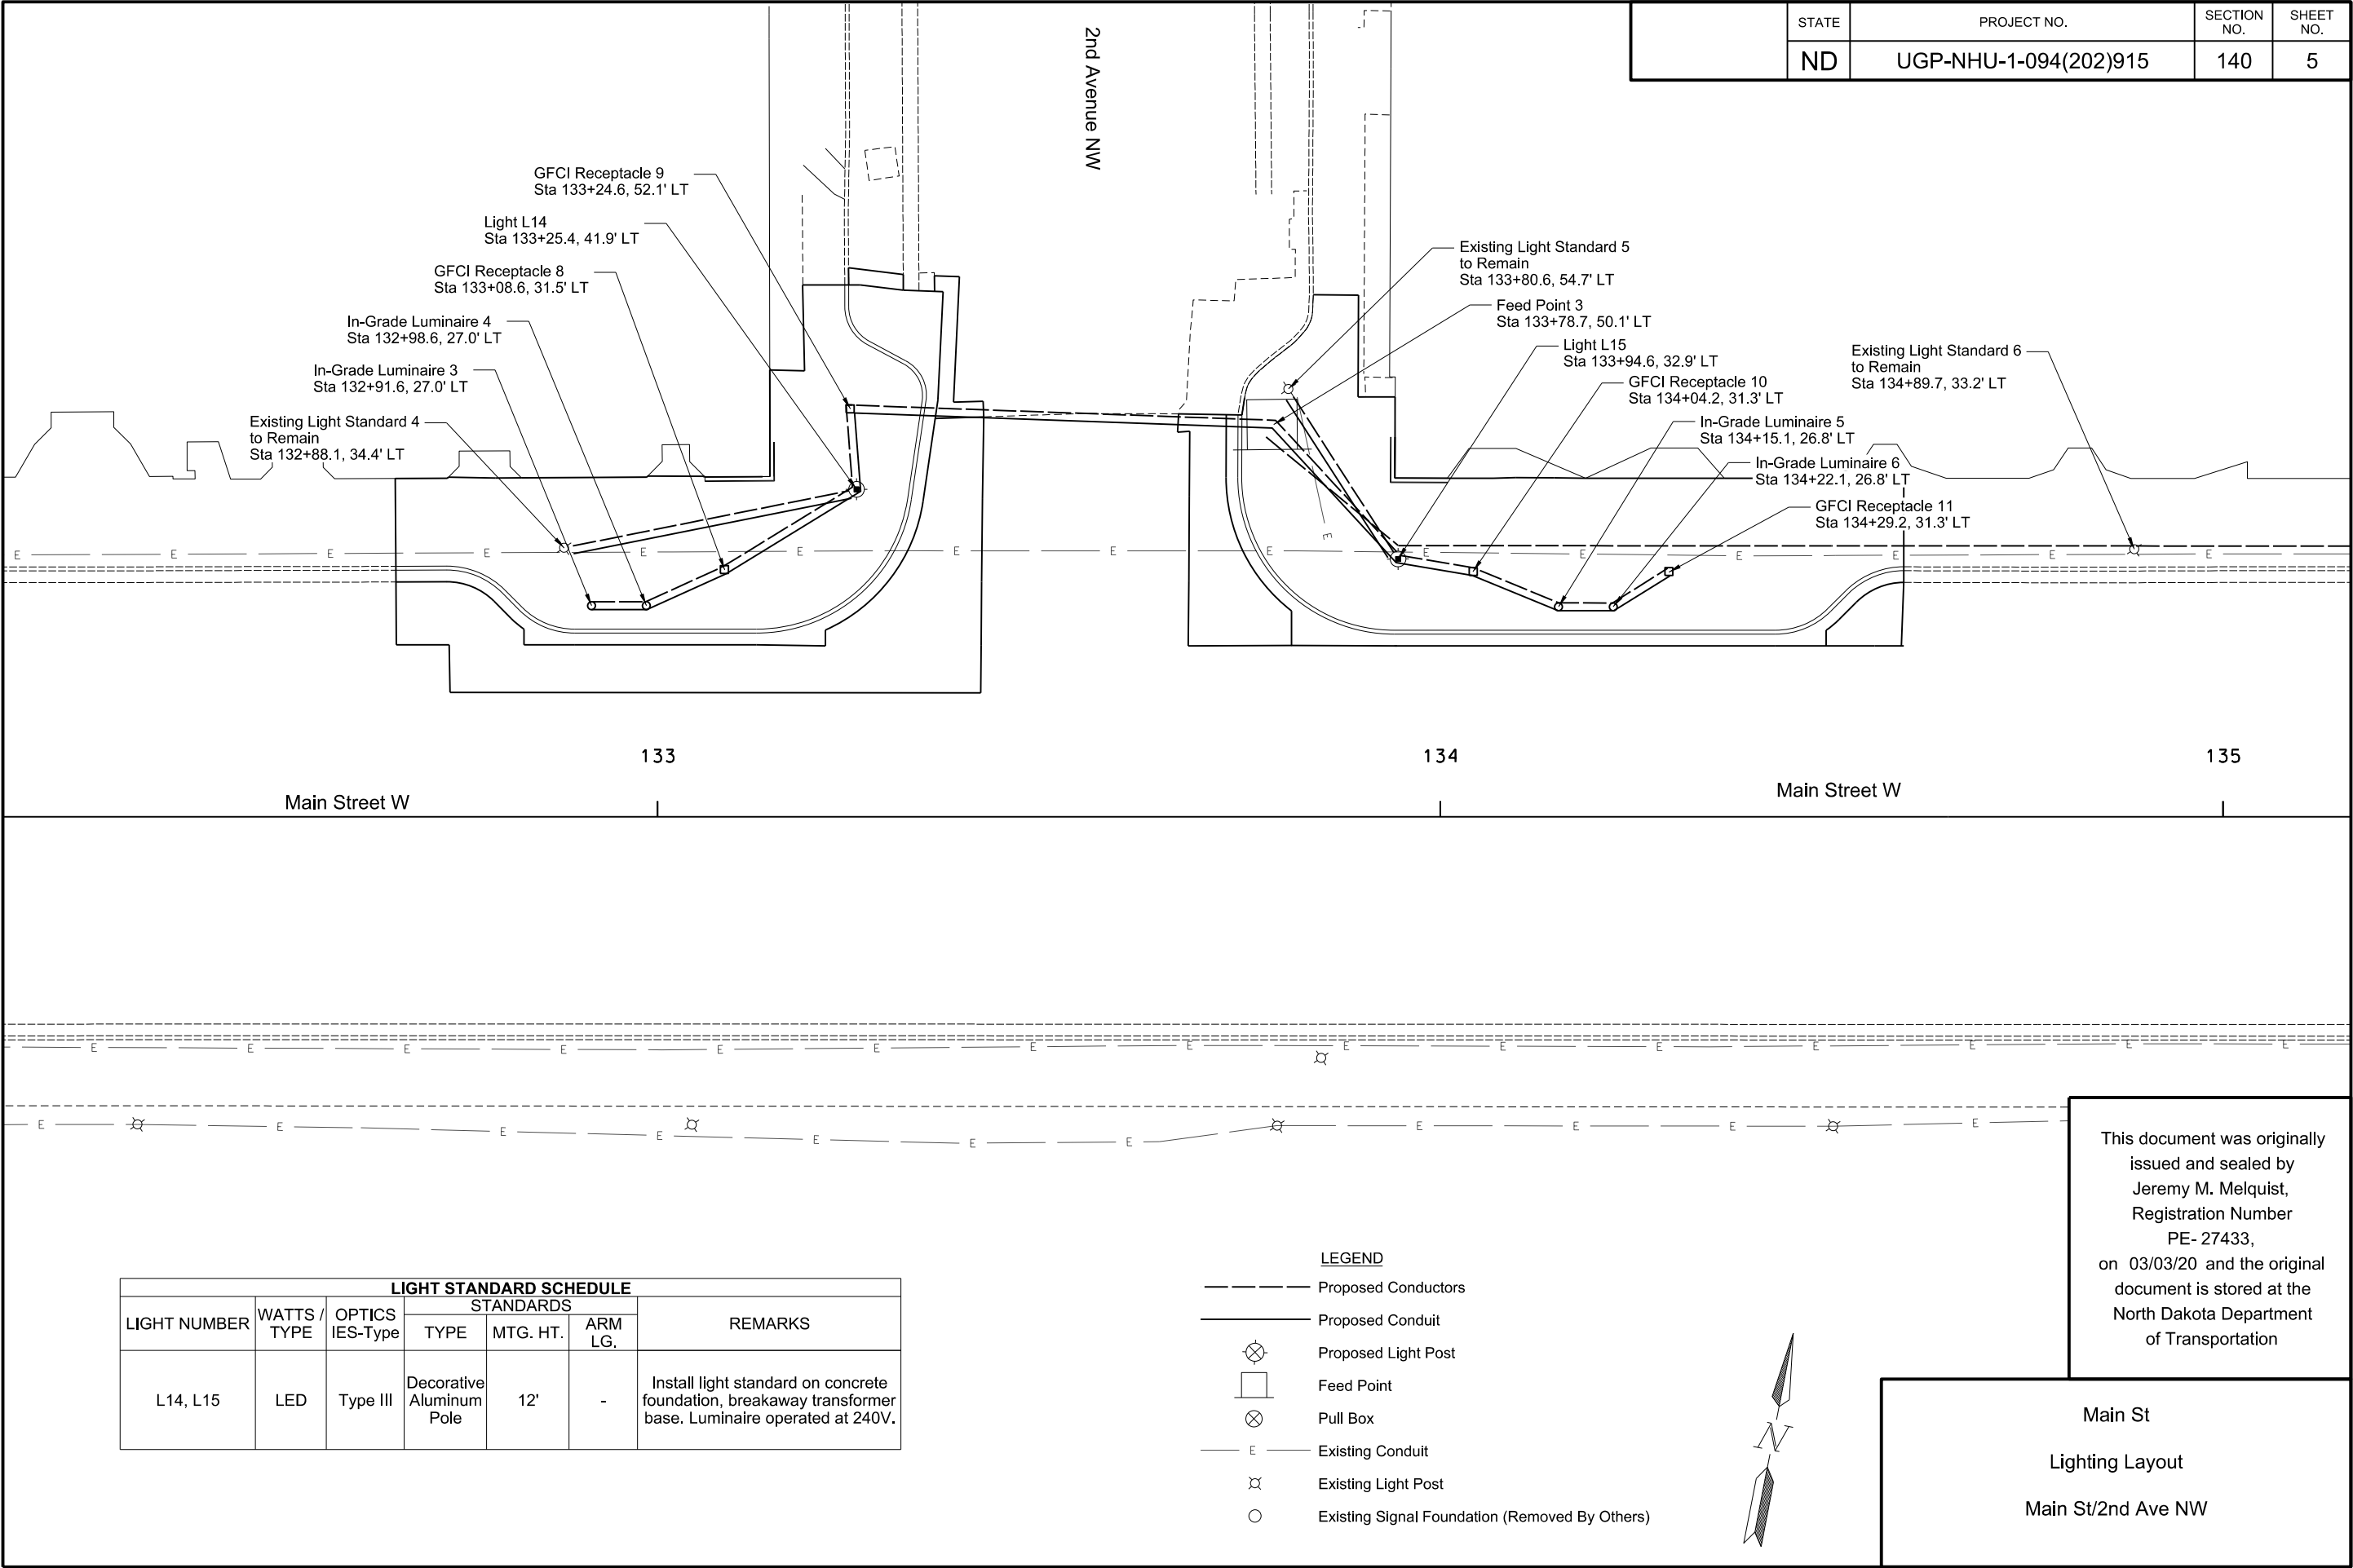 STATE
PROJECT NO.
SECTION
NO.
SHEET
NO.
ND
UGP-NHU-1-094(202)915
140
5
2nd Avenue NW
GFCI Receptacle 9
Sta 133+24.6, 52.1' LT
Light L14
Sta 133+25.4, 41.9' LT
GFCI Receptacle 8
Sta 133+08.6, 31.5' LT
In-Grade Luminaire 4
Sta 132+98.6, 27.0' LT
In-Grade Luminaire 3
Sta 132+91.6, 27.0' LT
Existing Light Standard 4
to Remain
Sta 132+88.1, 34.4' LT
Existing Light Standard 5
to Remain
Sta 133+80.6, 54.7' LT
Feed Point 3
Sta 133+78.7, 50.1' LT
Light L15
Sta 133+94.6, 32.9' LT
GFCI Receptacle 10
Sta 134+04.2, 31.3' LT
In-Grade Luminaire 5
Sta 134+15.1, 26.8' LT
In-Grade Luminaire 6
Sta 134+22.1, 26.8' LT
GFCI Receptacle 11
Sta 134+29.2, 31.3' LT
Existing Light Standard 6
to Remain
Sta 134+89.7, 33.2' LT
E E E E E E E E E E E E E E E
E
133
134
135
Main Street W
Main Street W
E E E E E E E E E E E E E E E
E E E E E E E E E E E E
LIGHT STANDARD SCHEDULE
LIGHT NUMBER
WATTS /
TYPE
OPTICS
IES-Type
STANDARDS
TYPE
MTG. HT.
ARM
LG.
REMARKS
L14, L15
LED
Type III
Decorative
Aluminum
Pole
12'
-
Install light standard on concrete
foundation, breakaway transformer
base. Luminaire operated at 240V.
LEGEND
Proposed Conductors
Proposed Conduit
Proposed Light Post
Feed Point
Pull Box
E Existing Conduit
Existing Light Post
Existing Signal Foundation (Removed By Others)
N
This document was originally
issued and sealed by
Jeremy M. Melquist,
Registration Number
PE- 27433,
on 03/03/20 and the original
document is stored at the
North Dakota Department
of Transportation
Main St
Lighting Layout
Main St/2nd Ave NW